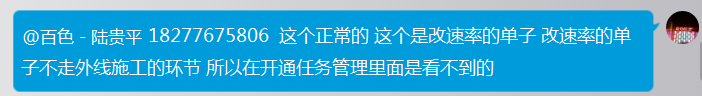 @百色 - 陆贵平 18277675806  这个正常的 这个是改速率的单子 改速率的单
子不走外线施工的环节 所以在开通任务管理里面是看不到的